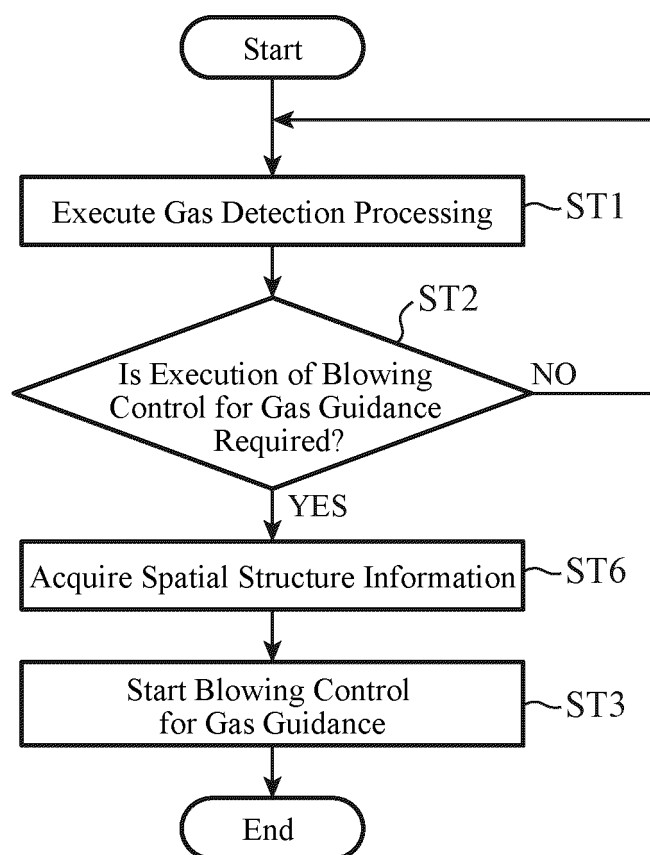 Start
Execute Gas Detection Processing
ST1
ST2
Is Execution of Blowing
Control for Gas Guidance
Required?
NO
YES
Acquire Spatial Structure Information
ST6
Start Blowing Control
for Gas Guidance
ST3
End